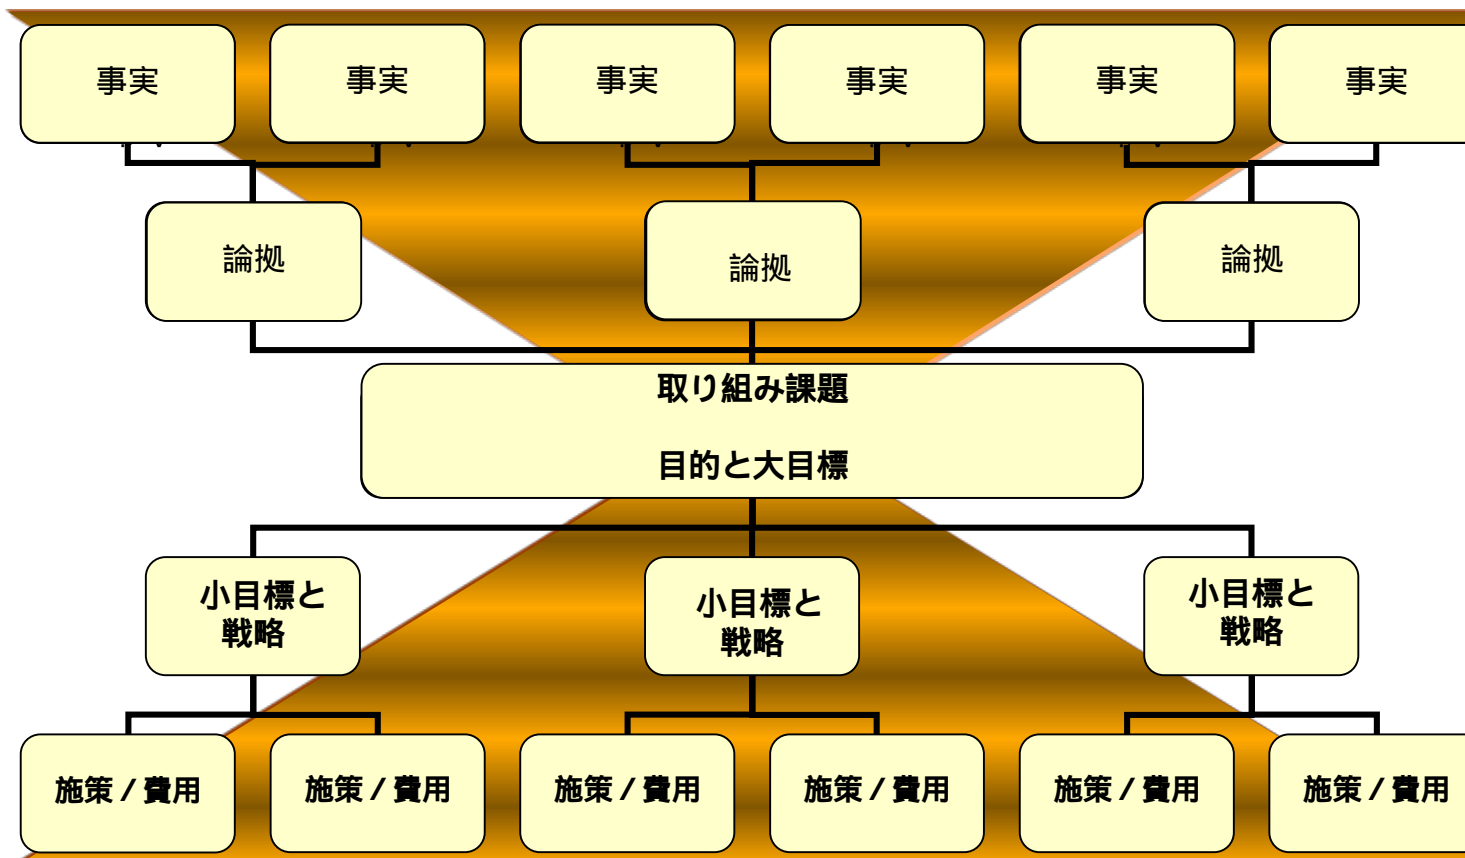 事実
事実
事実
事実
事実
事実
論拠
論拠
論拠
取り組み課題
目的と大目標
小目標と
戦略
小目標と
戦略
小目標と
戦略
施策/費用
施策/費用
施策/費用
施策/費用
施策/費用
施策/費用